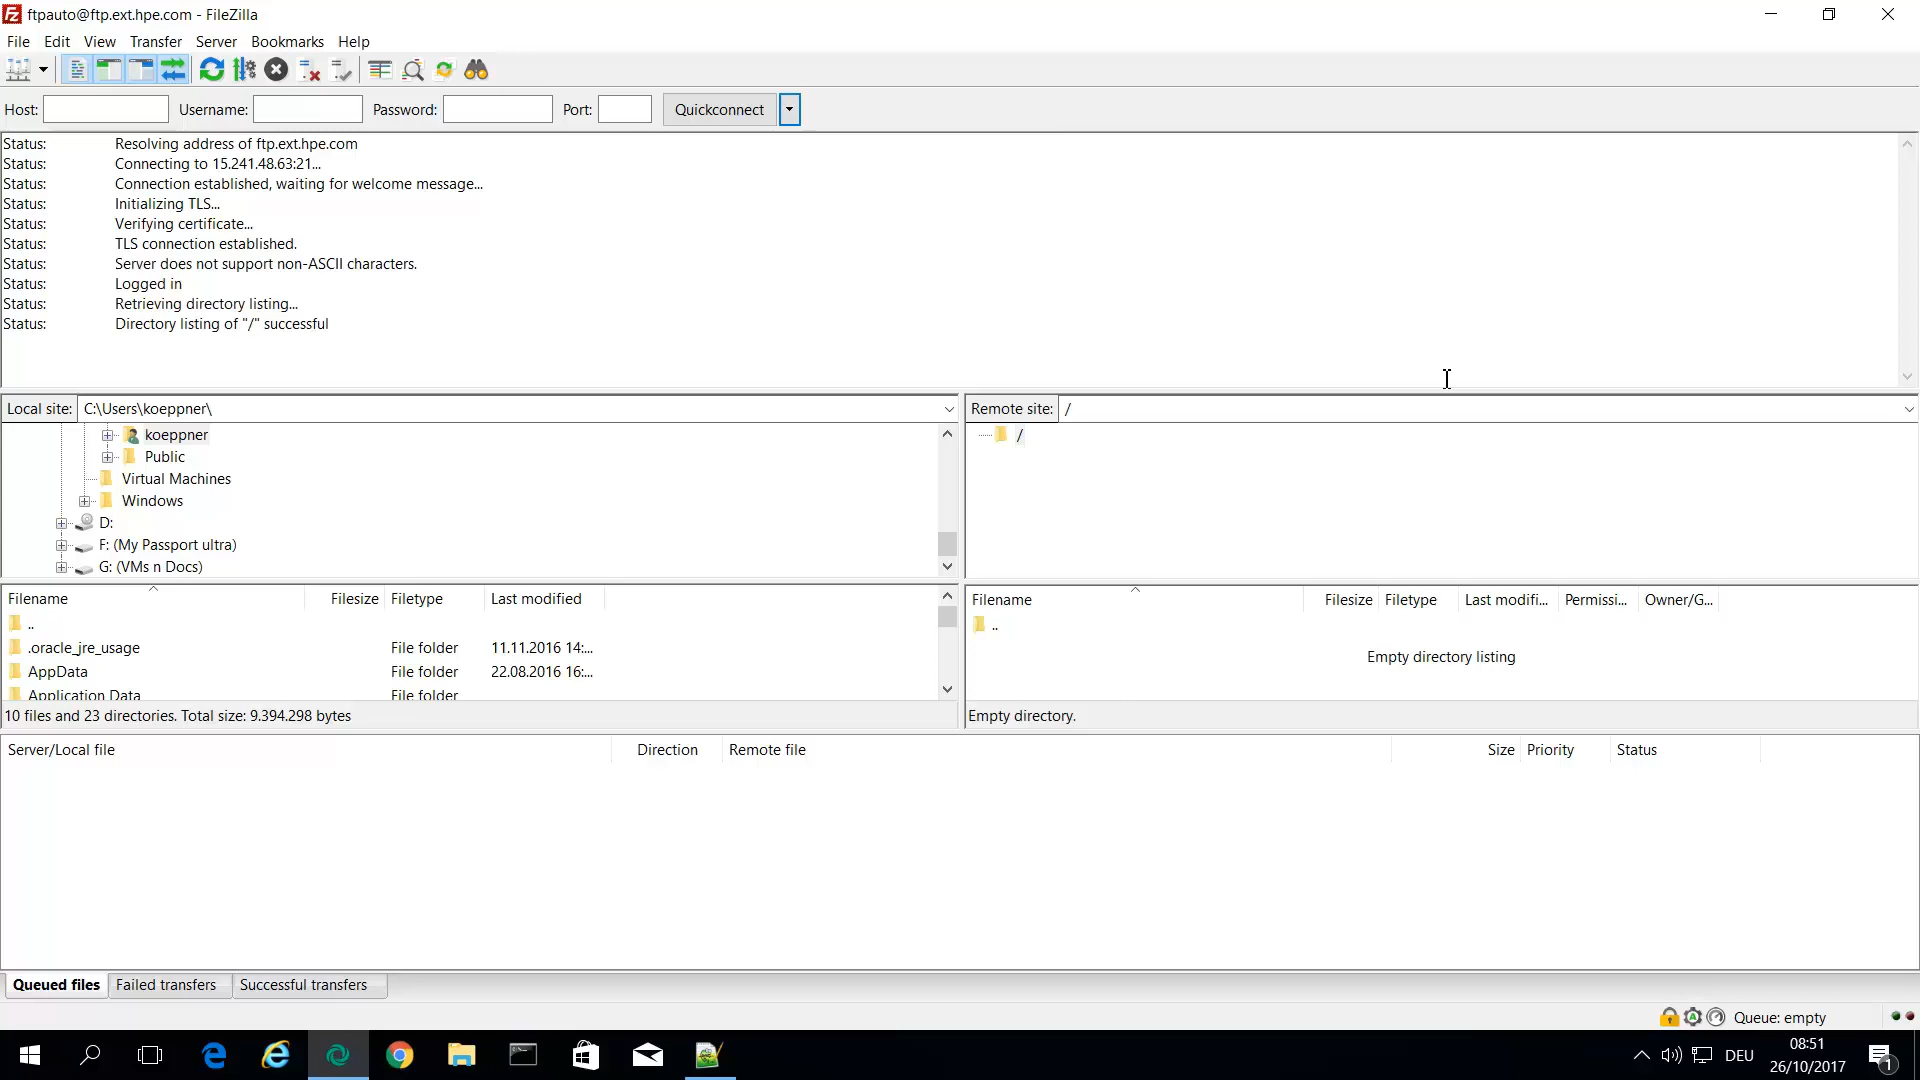 ftpauto@ftp.ext.hpe.com - FileZilla
File Edit View Transfer Server Bookmarks Help
Host: Username: Password: Port: Quickconnect
Status: Resolving address of ftp.ext.hpe.com
Status: Connecting to 15.241.48.63:21...
Status: Connection established, waiting for welcome message...
Status: Initializing TLS...
Status: Verifying certificate...
Status: TLS connection established.
Status: Server does not support non-ASCII characters.
Status: Logged in
Status: Retrieving directory listing...
Status: Directory listing of "/" successful
Local site: C:\Users\koeppner\
koeppner
Public
Virtual Machines
Windows
D:
F: (My Passport ultra)
G: (VMs n Docs)
Filename Filesize Filetype Last modified
..
.oracle_jre_usage File folder 11.11.2016 14:...
AppData File folder 22.08.2016 16:...
Application Data File folder
10 files and 23 directories. Total size: 9.394.298 bytes
Remote site: /
/
Filename Filesize Filetype Last modifi... Permissi... Owner/G...
..
Empty directory listing
Empty directory.
Server/Local file Direction Remote file Size Priority Status
Queued files Failed transfers Successful transfers
Queue: empty
DEU
08:51
26/10/2017
1